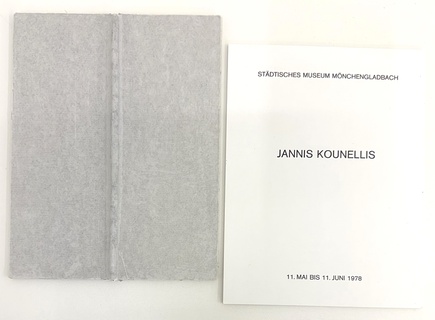 STÄDTISCHES MUSEUM MÖNCHENGLADBACH
JANNIS KOUNELLIS
11. MAI BIS 11. JUNI 1978